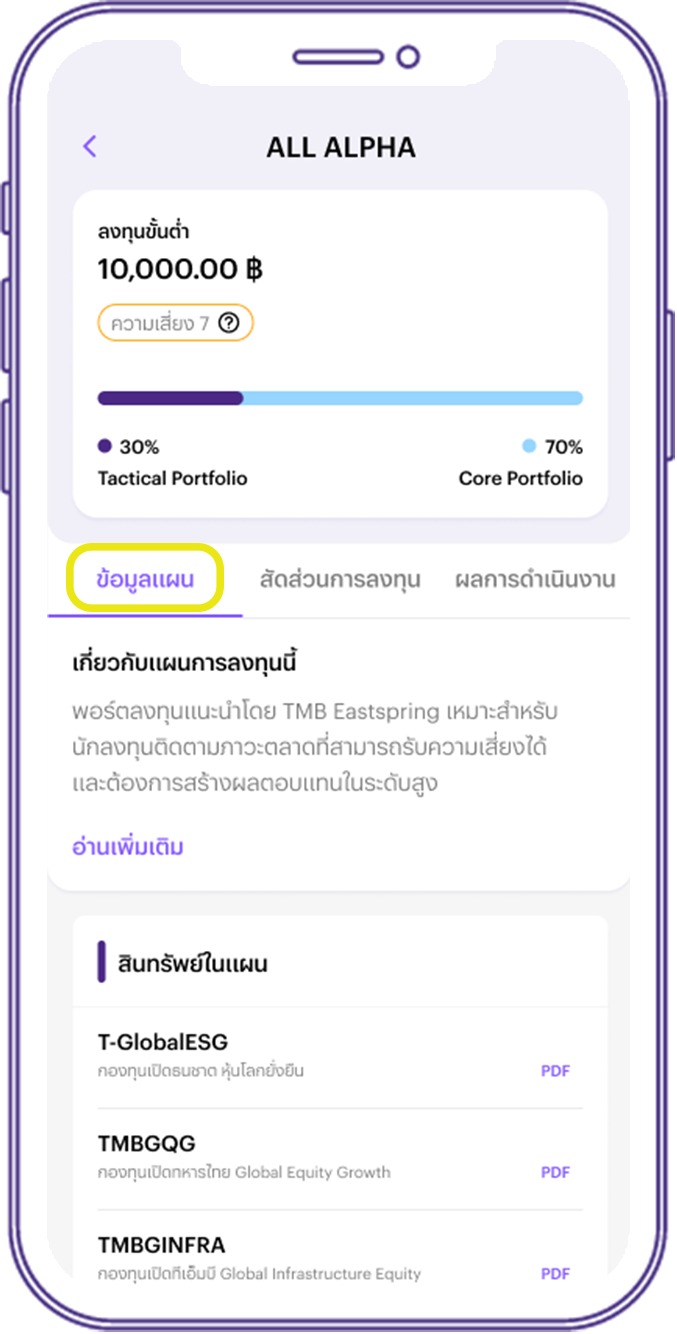 ALL ALPHA
ลงทุนขั้นต่ำ
10,000.00 ฿
ความเสี่ยง 7 ?
30%
70%
Tactical Portfolio
Core Portfolio
ข้อมูลแผน
สัดส่วนการลงทุน
ผลการดำเนินงาน
เกี่ยวกับแผนการลงทุนนี้
พอร์ตลงทุนแนะนำโดย TMB Eastspring เหมาะสำหรับ
นักลงทุนติดตามภาวะตลาดที่สามารถรับความเสี่ยงได้
และต้องการสร้างผลตอบแทนในระดับสูง
อ่านเพิ่มเติม
สินทรัพย์ในแผน
T-GlobalESG
กองทุนเปิดธนชาต หุ้นโลกยั่งยืน
PDF
TMBGQG
กองทุนเปิดทหารไทย Global Equity Growth
PDF
TMBGINFRA
กองทุนเปิดทีเอ็มบี Global Infrastructure Equity
PDF